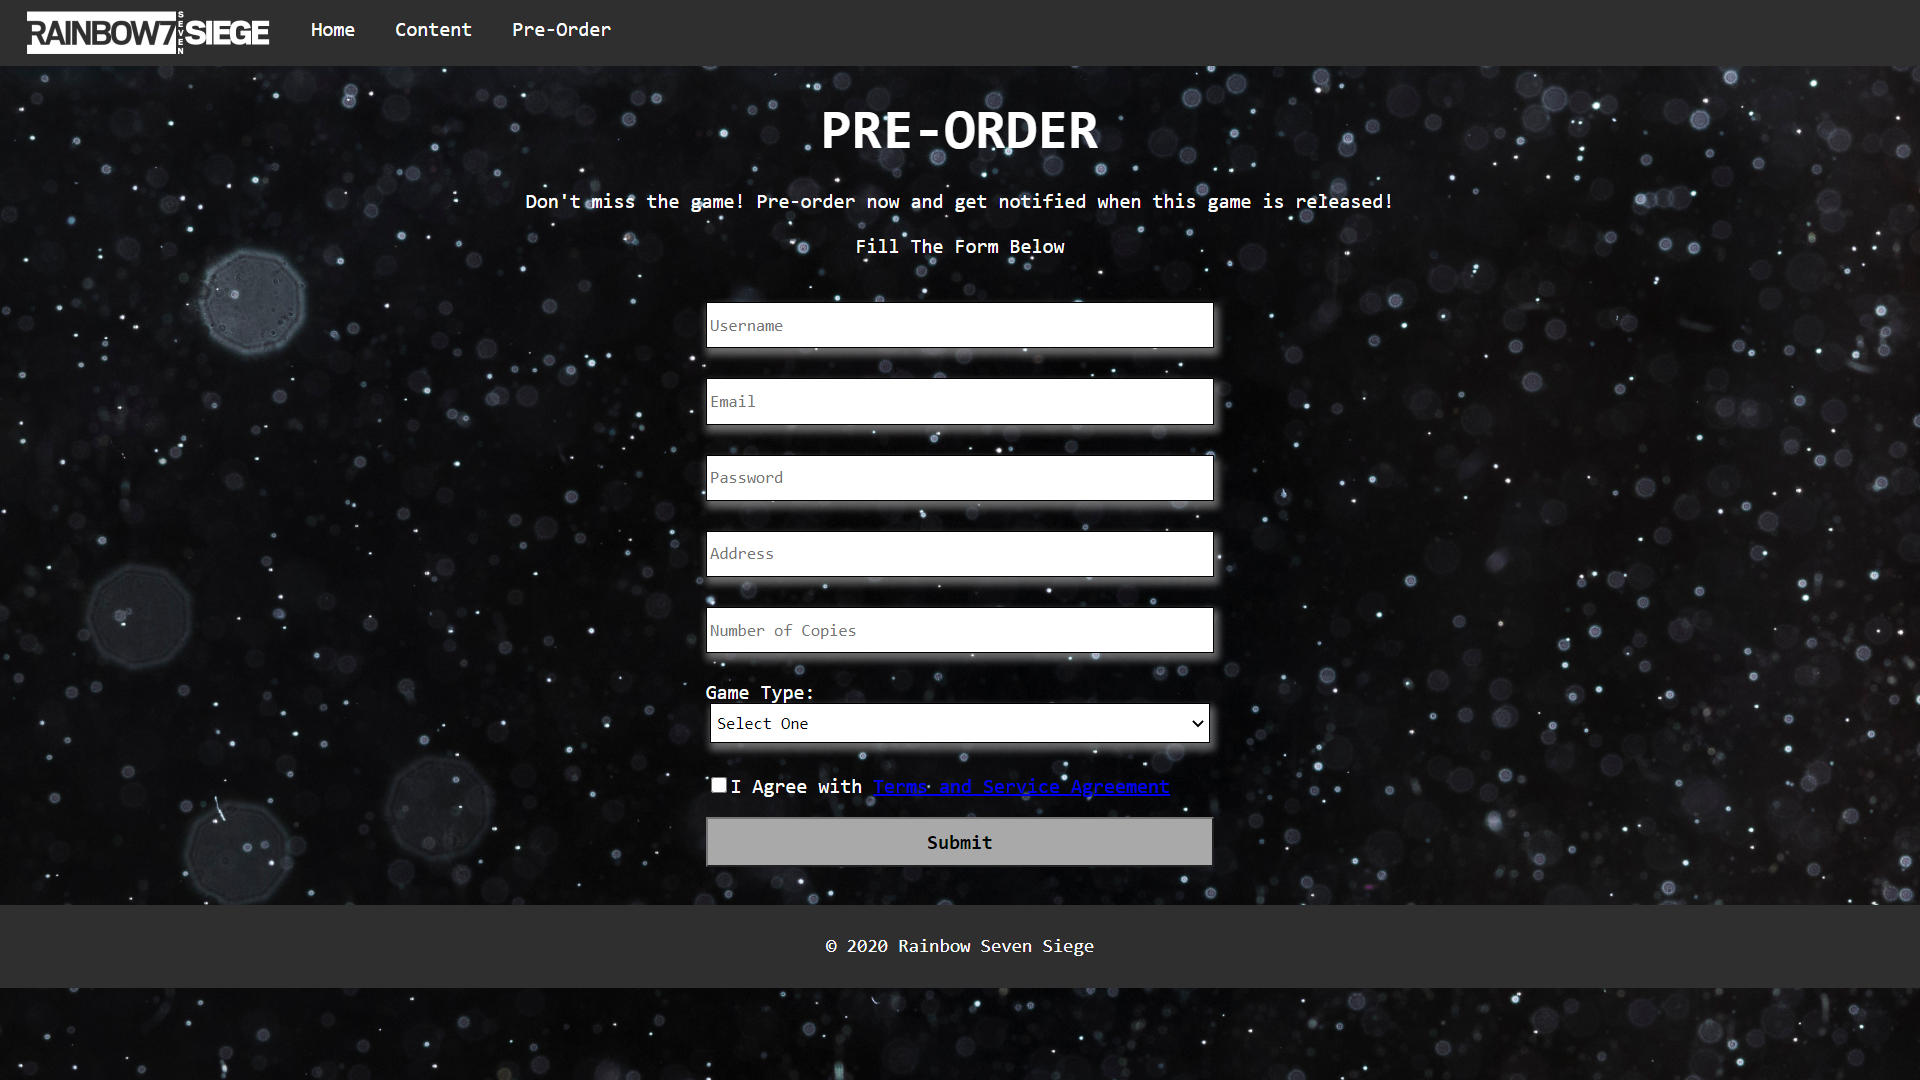 RAINBOW7 SEVEN SIEGE
Home Content Pre-Order
PRE-ORDER
Don't miss the game! Pre-order now and get notified when this game is released!
Fill The Form Below
Username
Email
Password
Address
Number of Copies
Game Type:
Select One
I Agree with Terms and Service Agreement
Submit
© 2020 Rainbow Seven Siege